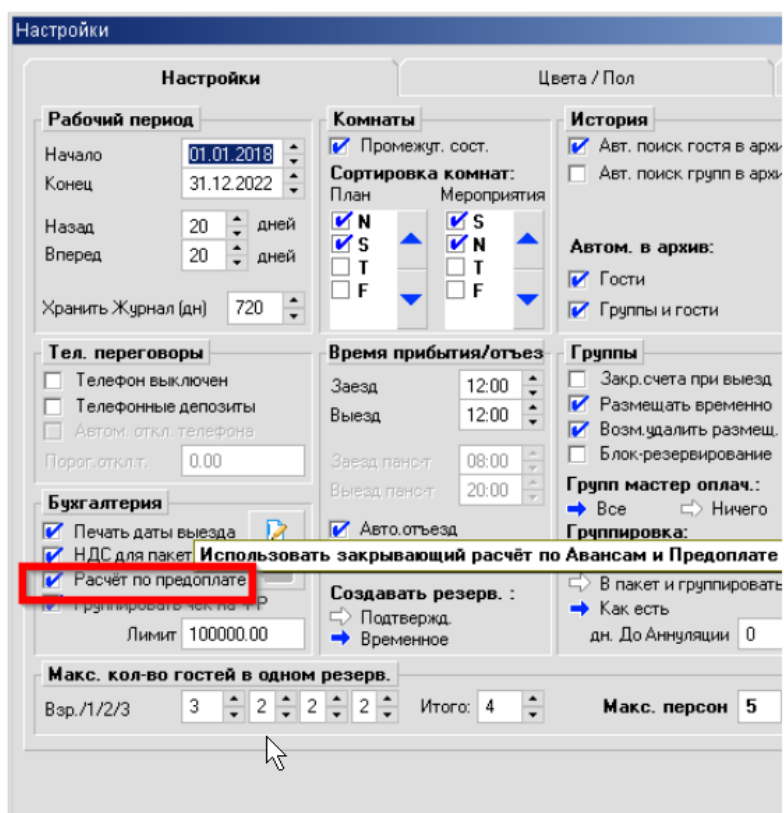 Настройки
Настройки
Цвета / Пол
Рабочий период
Начало 01.01.2018
Конец 31.12.2022
Назад 20 дней
Вперед 20 дней
Хранить Журнал (дн) 720
Комнаты
Промежут. сост.
Сортировка комнат:
План Мероприятия
N S
S N
T T
F F
История
Авт. поиск гостя в архи
Авт. поиск групп в архи
Автом. в архив:
Гости
Группы и гости
Тел. переговоры
Телефон выключен
Телефонные депозиты
Автом. откл. телефона
Порог.откл.т. 0.00
Время прибытия/отъез
Заезд 12:00
Выезд 12:00
Заезд панс-т 08:00
Выезд панс-т 20:00
Авто.отъезд
Группы
Закр.счета при выезд
Размещать временно
Возм.удалить размещ.
Блок-резервирование
Групп мастер оплач.:
Все Ничего
Группировка:
Бухгалтерия
Печать даты выезда
НДС для пакет
Использовать закрывающий расчёт по Авансам и Предоплате
Расчёт по предоплате
Группировать чек на ФР
Лимит 100000.00
Создавать резерв. :
Подтвержд.
Временное
В пакет и группировать
Как есть
дн. До Аннуляции 0
Макс. кол-во гостей в одном резерв.
Взр./1/2/3 3 2 2 2 Итого: 4 Макс. персон 5